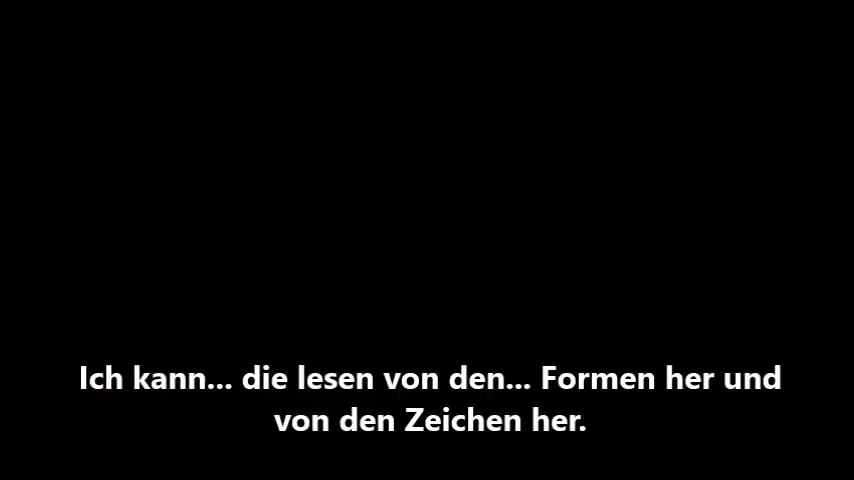 Ich kann... die lesen von den... Formen her und
von den Zeichen her.